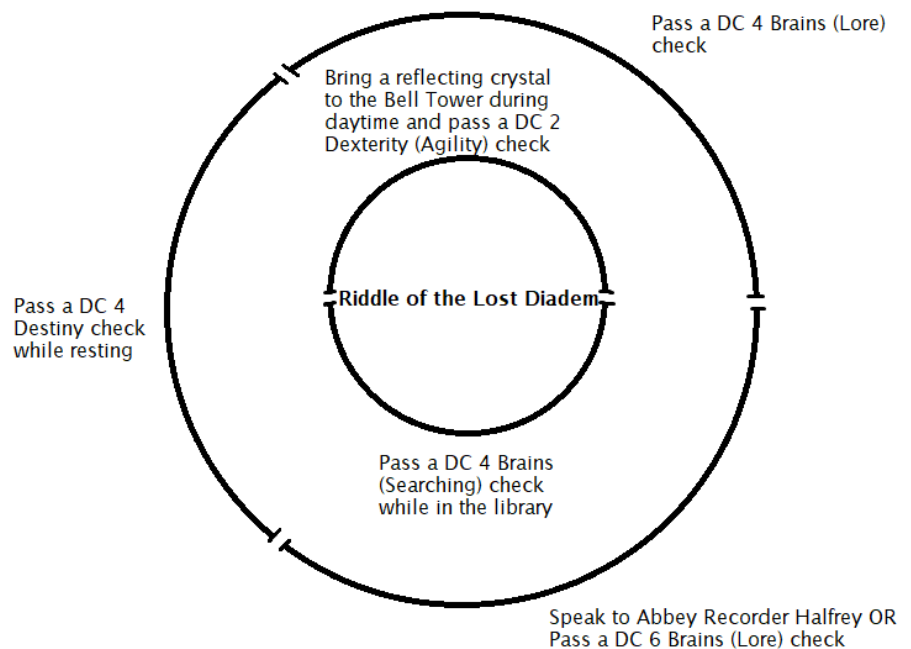 Pass a DC 4 Brains (Lore)
check
Bring a reflecting crystal
to the Bell Tower during
daytime and pass a DC 2
Dexterity (Agility) check
Riddle of the Lost Diadem
Pass a DC 4
Destiny check
while resting
Pass a DC 4 Brains
(Searching) check
while in the library
Speak to Abbey Recorder Halfrey OR
Pass a DC 6 Brains (Lore) check